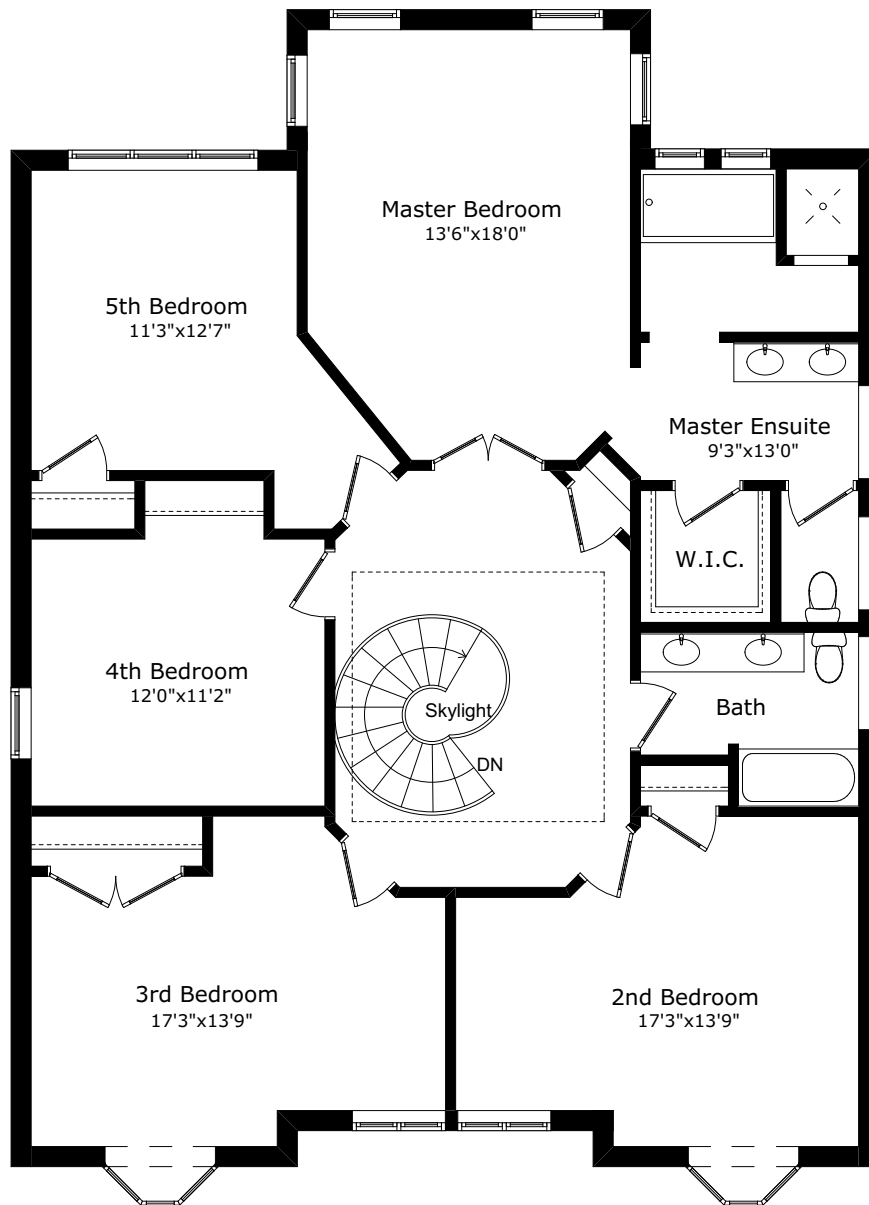 Master Bedroom
13'6"x18'0"
5th Bedroom
11'3"x12'7"
Master Ensuite
9'3"x13'0"
W.I.C.
4th Bedroom
12'0"x11'2"
Skylight
Bath
DN
3rd Bedroom
17'3"x13'9"
2nd Bedroom
17'3"x13'9"